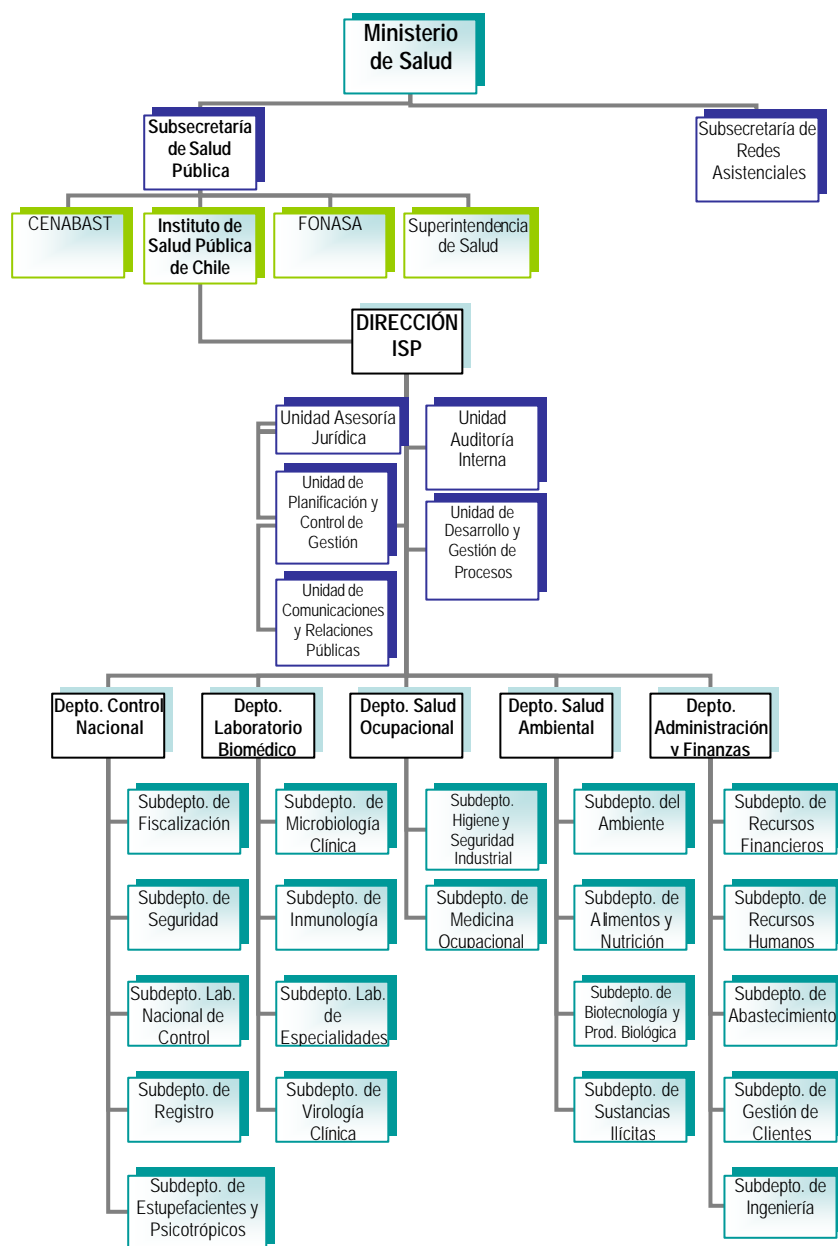 Ministerio
de Salud
Subsecretaría
de Salud
Pública
Subsecretaría de
Redes
Asistenciales
CENABAST
Instituto de
Salud Pública
de Chile
FONASA
Superintendencia
de Salud
DIRECCIÓN
ISP
Unidad Asesoría
Jurídica
Unidad
Auditoría
Interna
Unidad de
Planificación y
Control de
Gestión
Unidad de
Desarrollo y
Gestión de
Procesos
Unidad de
Comunicaciones
y Relaciones
Públicas
Depto. Control
Nacional
Depto.
Laboratorio
Biomédico
Depto. Salud
Ocupacional
Depto. Salud
Ambiental
Depto.
Administración
y Finanzas
Subdepto. de
Fiscalización
Subdepto. de
Microbiología
Clínica
Subdepto.
Higiene y
Seguridad
Industrial
Subdepto. del
Ambiente
Subdepto. de
Recursos
Financieros
Subdepto. de
Seguridad
Subdepto. de
Inmunología
Subdepto. de
Medicina
Ocupacional
Subdepto. de
Alimentos y
Nutrición
Subdepto. de
Recursos
Humanos
Subdepto. Lab.
Nacional de
Control
Subdepto. Lab.
de
Especialidades
Subdepto. de
Biotecnología y
Prod. Biológica
Subdepto. de
Abastecimiento
Subdepto. de
Registro
Subdepto. de
Virología
Clínica
Subdepto. de
Sustancias
Ilícitas
Subdepto. de
Gestión de
Clientes
Subdepto. de
Estupefacientes y
Psicotrópicos
Subdepto. de
Ingeniería